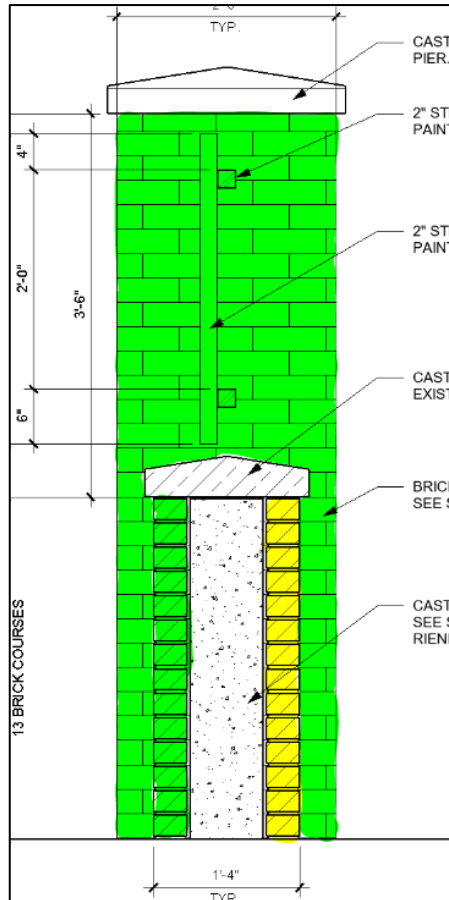 TYP.
CAST
PIER.
4"
2" ST
PAINT
2'-0"
3'-6"
2" ST
PAINT
6"
CAST
EXIST
BRICK
SEE S
13 BRICK COURSES
CAST
SEE S
RIEN
1'-4"
TYP.